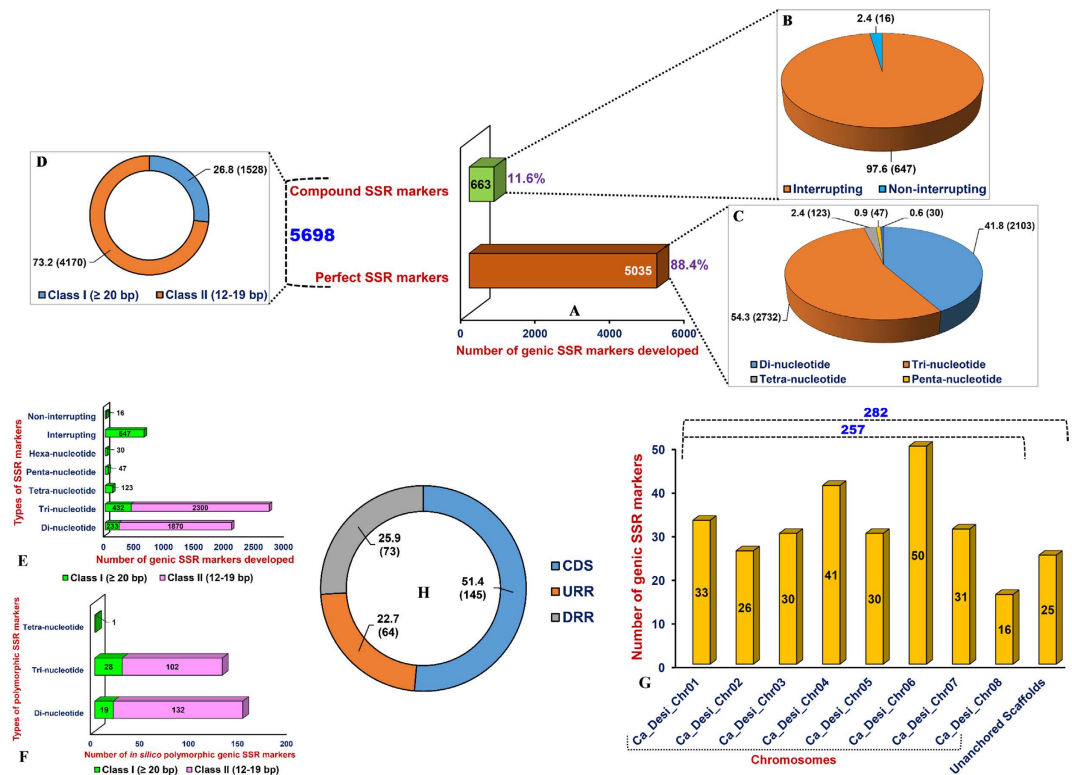 B
2.4 (16)
97.6 (647)
Interrupting
Non-interrupting
D
26.8 (1528)
73.2 (4170)
Class I (≥ 20 bp)
Class II (12-19 bp)
Compound SSR markers
5698
Perfect SSR markers
663
11.6%
5035
88.4%
A
0
2000
4000
6000
Number of genic SSR markers developed
C
2.4 (123)
0.9 (47)
0.6 (30)
41.8 (2103)
54.3 (2732)
Di-nucleotide
Tri-nucleotide
Tetra-nucleotide
Penta-nucleotide
Types of SSR markers
Non-interrupting
16
Interrupting
647
Hexa-nucleotide
30
Penta-nucleotide
47
Tetra-nucleotide
123
Tri-nucleotide
432
2300
Di-nucleotide
233
1870
0
500
1000
1500
2000
2500
3000
E
Number of genic SSR markers developed
Class I (≥ 20 bp)
Class II (12-19 bp)
Types of polymorphic SSR markers
Tetra-nucleotide
1
Tri-nucleotide
28
102
Di-nucleotide
19
132
0
50
100
150
200
F
Number of in silico polymorphic genic SSR markers
Class I (≥ 20 bp)
Class II (12-19 bp)
25.9
(73)
H
51.4
(145)
22.7
(64)
CDS
URR
DRR
282
257
Number of genic SSR markers
50
40
30
20
10
0
33
26
30
41
30
50
31
16
25
G
Ca_Desi_Chr01
Ca_Desi_Chr02
Ca_Desi_Chr03
Ca_Desi_Chr04
Ca_Desi_Chr05
Ca_Desi_Chr06
Ca_Desi_Chr07
Ca_Desi_Chr08
Unanchored Scaffolds
Chromosomes